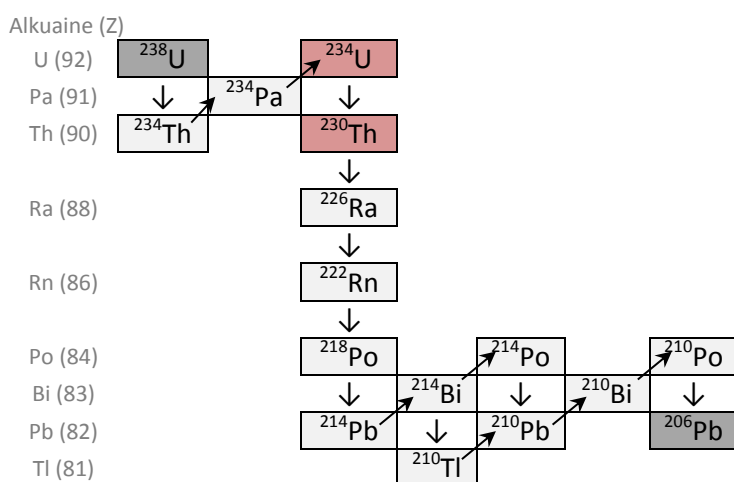 Alkuaine (Z)
U (92) ²³⁸U ²³⁴U
Pa (91) ²³⁴Pa
Th (90) ²³⁴Th ²³⁰Th
Ra (88) ²²⁶Ra
Rn (86) ²²²Rn
Po (84) ²¹⁸Po ²¹⁴Po ²¹⁰Po
Bi (83) ²¹⁴Bi ²¹⁰Bi
Pb (82) ²¹⁴Pb ²¹⁰Pb ²⁰⁶Pb
Tl (81) ²¹⁰Tl